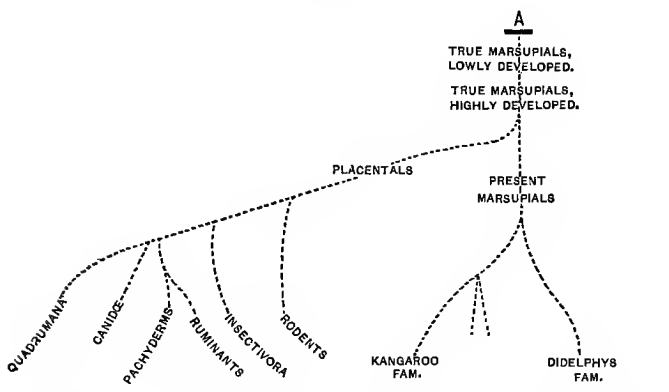 A
TRUE MARSUPIALS,
LOWLY DEVELOPED.
TRUE MARSUPIALS,
HIGHLY DEVELOPED.
PLACENTALS
PRESENT
MARSUPIALS
QUADRUMANA
CANIDŒ
PACHYDERMS
RUMINANTS
INSECTIVORA
RODENTS
KANGAROO
FAM.
DIDELPHYS
FAM.